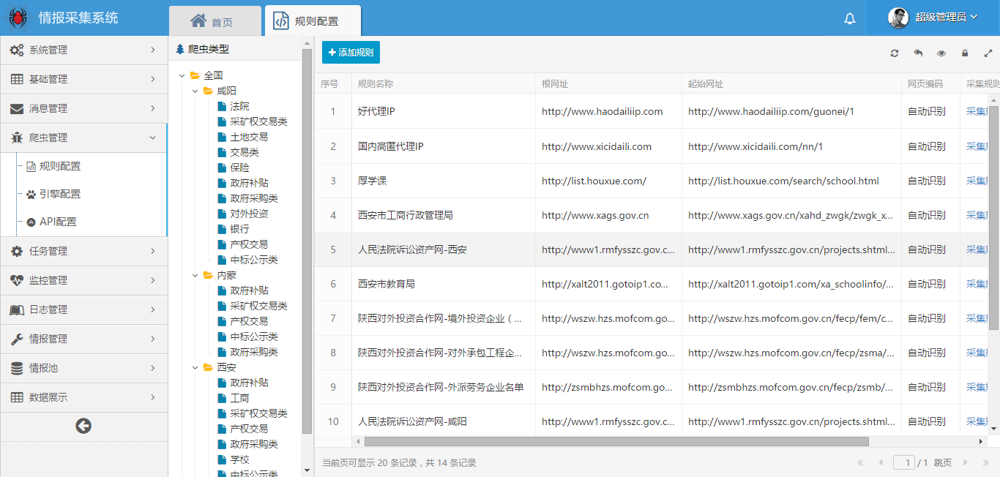 情报采集系统
首页
规则配置
超级管理员
系统管理
基础管理
消息管理
爬虫管理
规则配置
引擎配置
API配置
任务管理
监控管理
日志管理
情报管理
情报池
数据展示
爬虫类型
全国
咸阳
法院
采矿权交易类
土地交易
交易类
保险
政府补贴
政府采购类
对外投资
银行
产权交易
中标公示类
内蒙
政府补贴
采矿权交易类
产权交易
中标公示类
政府采购类
西安
政府补贴
工商
采矿权交易类
产权交易
政府采购类
学校
中标公示类
添加规则
序号 规则名称 根网址 起始网址 网页编码 采集规则
1 好代理IP http://www.haodailiip.com http://www.haodailiip.com/guonei/1 自动识别 采集规
2 国内高匿代理IP http://www.xicidaili.com http://www.xicidaili.com/nn/1 自动识别 采集规
3 厚学课 http://list.houxue.com/ http://list.houxue.com/search/school.html 自动识别 采集规
4 西安市工商行政管理局 http://www.xags.gov.cn http://www.xags.gov.cn/xahd_zwgk/zwgk_x... 自动识别 采集规
5 人民法院诉讼资产网-西安 http://www1.rmfysszc.gov.c... http://www1.rmfysszc.gov.cn/projects.shtml... 自动识别 采集规
6 西安市教育局 http://xalt2011.gotoip1.co... http://xalt2011.gotoip1.com/xa_schoolinfo/... 自动识别 采集规
7 陕西对外投资合作网-境外投资企业（... http://wszw.hzs.mofcom.go... http://wszw.hzs.mofcom.gov.cn/fecp/fem/c... 自动识别 采集规
8 陕西对外投资合作网-对外承包工程企... http://wszw.hzs.mofcom.go... http://wszw.hzs.mofcom.gov.cn/fecp/zsma/... 自动识别 采集规
9 陕西对外投资合作网-外派劳务企业名单 http://zsmbhzs.mofcom.go... http://zsmbhzs.mofcom.gov.cn/fecp/zsmb/... 自动识别 采集规
10 人民法院诉讼资产网-咸阳 http://www1.rmfysszc.gov.c... http://www1.rmfysszc.gov.cn/projects.shtml... 自动识别 采集规
当前页可显示 20 条记录，共 14 条记录
1 / 1 跳页